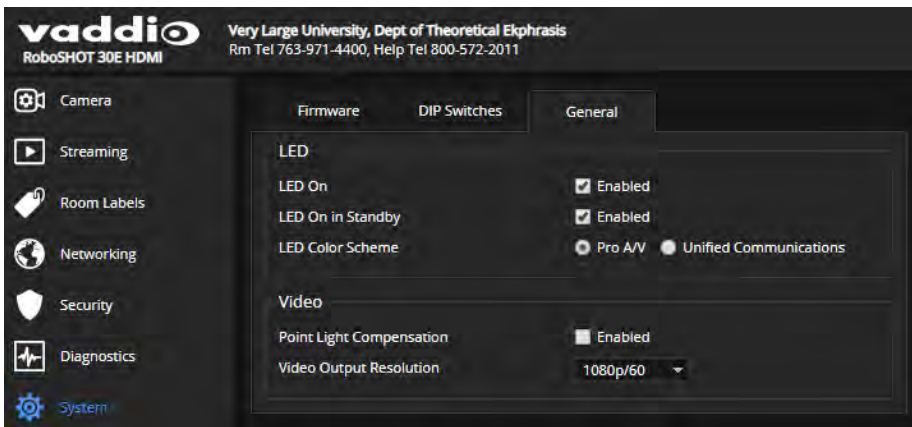 vaddio
RoboSHOT 30E HDMI
Very Large University, Dept of Theoretical Ekphrasis
Rm Tel 763-971-4400, Help Tel 800-572-2011
Camera
Streaming
Room Labels
Networking
Security
Diagnostics
System
Firmware DIP Switches General
LED
LED On Enabled
LED On in Standby Enabled
LED Color Scheme Pro A/V Unified Communications
Video
Point Light Compensation Enabled
Video Output Resolution 1080p/60